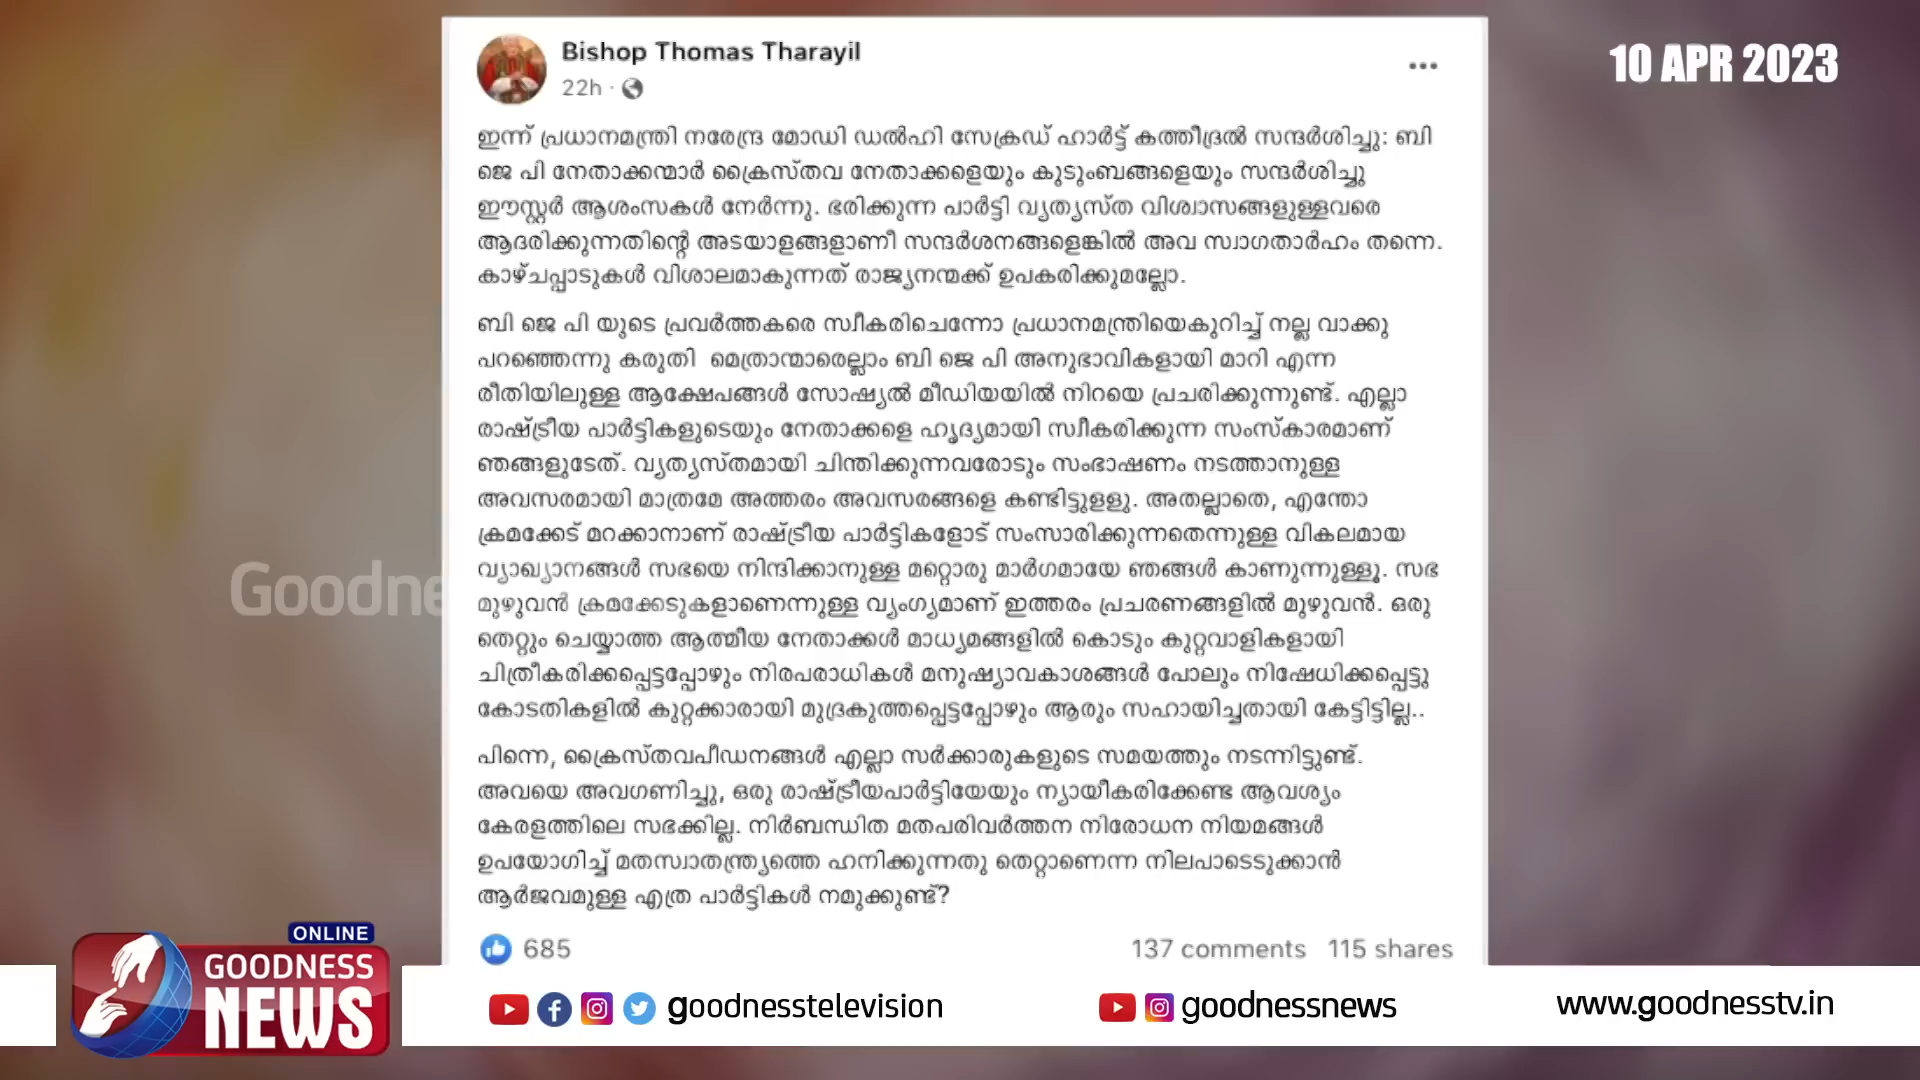 Bishop Thomas Tharayil
22h ·
10 APR 2023
ഇന്ന് പ്രധാനമന്ത്രി നരേന്ദ്ര മോഡി ഡൽഹി സേക്രഡ് ഹാർട്ട് കത്തീദ്രൽ സന്ദർശിച്ചു: ബി
ജെ പി നേതാക്കന്മാർ ക്രൈസ്തവ നേതാക്കളെയും കുടുംബങ്ങളെയും സന്ദർശിച്ചു
ഈസ്റ്റർ ആശംസകൾ നേർന്നു. ഭരിക്കുന്ന പാർട്ടി വ്യത്യസ്ത വിശ്വാസങ്ങളുള്ളവരെ
ആദരിക്കുന്നതിന്റെ അടയാളങ്ങളാണീ സന്ദർശനങ്ങളെങ്കിൽ അവ സ്വാഗതാർഹം തന്നെ.
കാഴ്ചപ്പാടുകൾ വിശാലമാകുന്നത് രാജ്യനന്മക്ക് ഉപകരിക്കുമല്ലോ.
ബി ജെ പി യുടെ പ്രവർത്തകരെ സ്വീകരിചെന്നോ പ്രധാനമന്ത്രിയെകുറിച്ച് നല്ല വാക്കു
പറഞ്ഞെന്നു കരുതി മെത്രാന്മാരെല്ലാം ബി ജെ പി അനുഭാവികളായി മാറി എന്ന
രീതിയിലുള്ള ആക്ഷേപങ്ങൾ സോഷ്യൽ മീഡിയയിൽ നിറയെ പ്രചരിക്കുന്നുണ്ട്. എല്ലാ
രാഷ്ട്രീയ പാർട്ടികളുടെയും നേതാക്കളെ ഹൃദ്യമായി സ്വീകരിക്കുന്ന സംസ്കാരമാണ്
ഞങ്ങളുടേത്. വ്യത്യസ്തമായി ചിന്തിക്കുന്നവരോടും സംഭാഷണം നടത്താനുള്ള
അവസരമായി മാത്രമേ അത്തരം അവസരങ്ങളെ കണ്ടിട്ടുളളു. അതല്ലാതെ, എന്തോ
ക്രമക്കേട് മറക്കാനാണ് രാഷ്ട്രീയ പാർട്ടികളോട് സംസാരിക്കുന്നതെന്നുള്ള വികലമായ
വ്യാഖ്യാനങ്ങൾ സഭയെ നിന്ദിക്കാനുള്ള മറ്റൊരു മാർഗമായേ ഞങ്ങൾ കാണുന്നുള്ളൂ. സഭ
മുഴുവൻ ക്രമക്കേടുകളാണെന്നുള്ള വ്യംഗ്യമാണ് ഇത്തരം പ്രചരണങ്ങളിൽ മുഴുവൻ. ഒരു
തെറ്റും ചെയ്യാത്ത ആത്മീയ നേതാക്കൾ മാധ്യമങ്ങളിൽ കൊടും കുറ്റവാളികളായി
ചിത്രീകരിക്കപ്പെട്ടപ്പോഴും നിരപരാധികൾ മനുഷ്യാവകാശങ്ങൾ പോലും നിഷേധിക്കപ്പെട്ടു
കോടതികളിൽ കുറ്റക്കാരായി മുദ്രകുത്തപ്പെട്ടപ്പോഴും ആരും സഹായിച്ചതായി കേട്ടിട്ടില്ല..
പിന്നെ, ക്രൈസ്തവപീഡനങ്ങൾ എല്ലാ സർക്കാരുകളുടെ സമയത്തും നടന്നിട്ടുണ്ട്.
അവയെ അവഗണിച്ചു, ഒരു രാഷ്ട്രീയപാർട്ടിയേയും ന്യായീകരിക്കേണ്ട ആവശ്യം
കേരളത്തിലെ സഭക്കില്ല. നിർബന്ധിത മതപരിവർത്തന നിരോധന നിയമങ്ങൾ
ഉപയോഗിച്ച് മതസ്വാതന്ത്ര്യത്തെ ഹനിക്കുന്നതു തെറ്റാണെന്ന നിലപാടെടുക്കാൻ
ആർജവമുള്ള എത്ര പാർട്ടികൾ നമുക്കുണ്ട്?
Goodne
685
137 comments 115 shares
ONLINE
GOODNESS
NEWS
goodnesstelevision
goodnessnews
www.goodnesstv.in